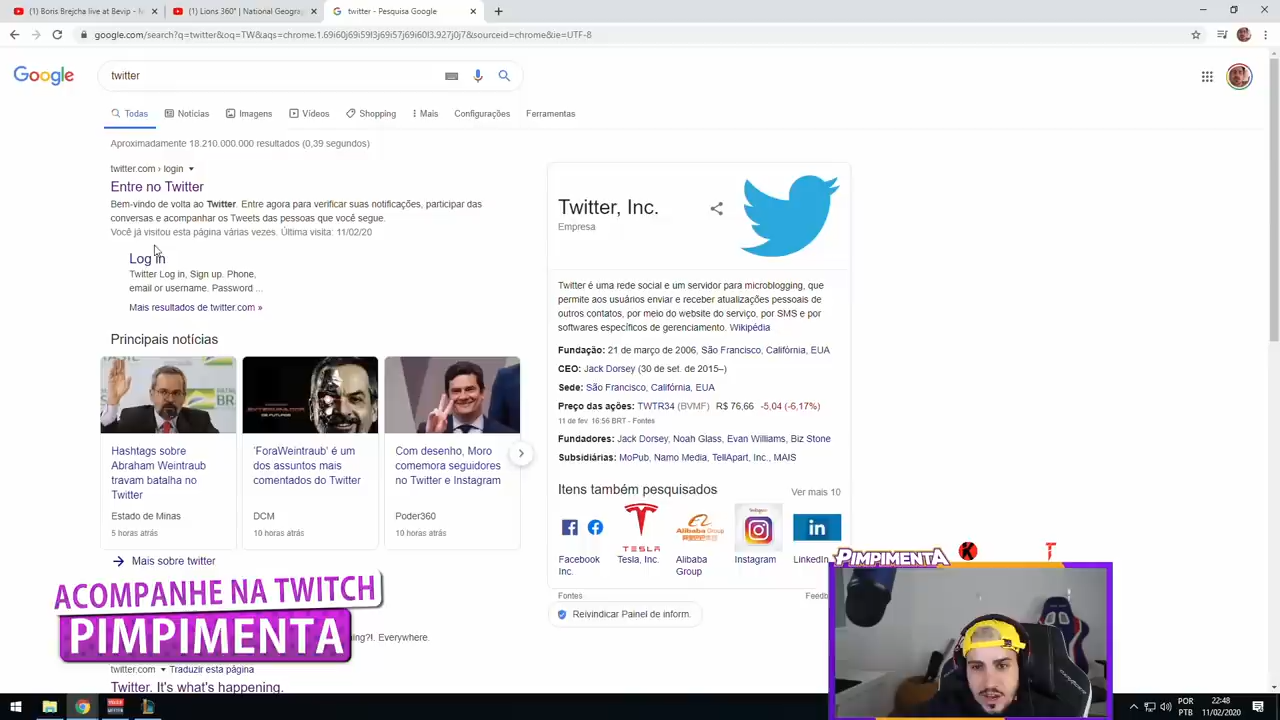 (1) Boris Brejcha at Bevip - M
(1) Lions 360° | National Geograp
twitter - Pesquisa Google
google.com/search?q=twitter&oq=TW&aqs=chrome.1.69i60j69i59l3j69i57j69i60l3.927j0j7&sourceid=chrome&ie=UTF-8
Google
twitter
Todas Notícias Imagens Vídeos Shopping Mais Configurações Ferramentas
Aproximadamente 18.210.000.000 resultados (0,39 segundos)
twitter.com › login
Entre no Twitter
Bem-vindo de volta ao Twitter. Entre agora para verificar suas notificações, participar das
conversas e acompanhar os Tweets das pessoas que você segue.
Você já visitou esta página várias vezes. Última visita: 11/02/20
Log in
Twitter Log in, Sign up. Phone,
email or username. Password ...
Mais resultados de twitter.com »
Principais notícias
EXTERMINADOR
DO FUTURO
Hashtags sobre
Abraham Weintraub
travam batalha no
Twitter
Estado de Minas
5 horas atrás
'ForaWeintraub' é um
dos assuntos mais
comentados do Twitter
DCM
10 horas atrás
Com desenho, Moro
comemora seguidores
no Twitter e Instagram
Poder360
10 horas atrás
Mais sobre twitter
Twitter, Inc.
Empresa
Twitter é uma rede social e um servidor para microblogging, que
permite aos usuários enviar e receber atualizações pessoais de
outros contatos, por meio do website do serviço, por SMS e por
softwares específicos de gerenciamento. Wikipédia
Fundação: 21 de março de 2006, São Francisco, Califórnia, EUA
CEO: Jack Dorsey (30 de set. de 2015–)
Sede: São Francisco, Califórnia, EUA
Preço das ações: TWTR34 (BVMF) R$ 76,66 -5,04 (-6,17%)
11 de fev 16:56 BRT - Fontes
Fundadores: Jack Dorsey, Noah Glass, Evan Williams, Biz Stone
Subsidiárias: MoPub, Namo Media, TellApart, Inc., MAIS
Itens também pesquisados
Ver mais 10
TESLA
Alibaba Group
Instagram
in
Facebook
Inc.
Tesla, Inc.
Alibaba
Group
Instagram
LinkedIn
Fontes
Feedb
Reivindicar Painel de inform.
ACOMPANHE NA TWITCH
PIMPIMENTA
ing?!. Everywhere.
twitter.com Traduzir esta página
Twitter. It's what's happening.
PIMPIMENTA
K
T
POR
PTB
22:48
11/02/2020